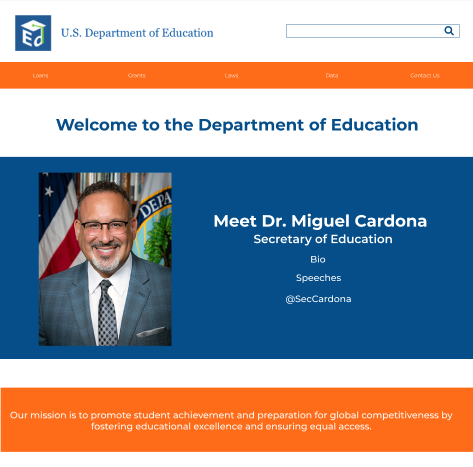 Ed
U.S. Department of Education
Loans
Grants
Laws
Data
Contact Us
Welcome to the Department of Education
DEPA
Meet Dr. Miguel Cardona
Secretary of Education
Bio
Speeches
@SecCardona
Our mission is to promote student achievement and preparation for global competitiveness by
fostering educational excellence and ensuring equal access.